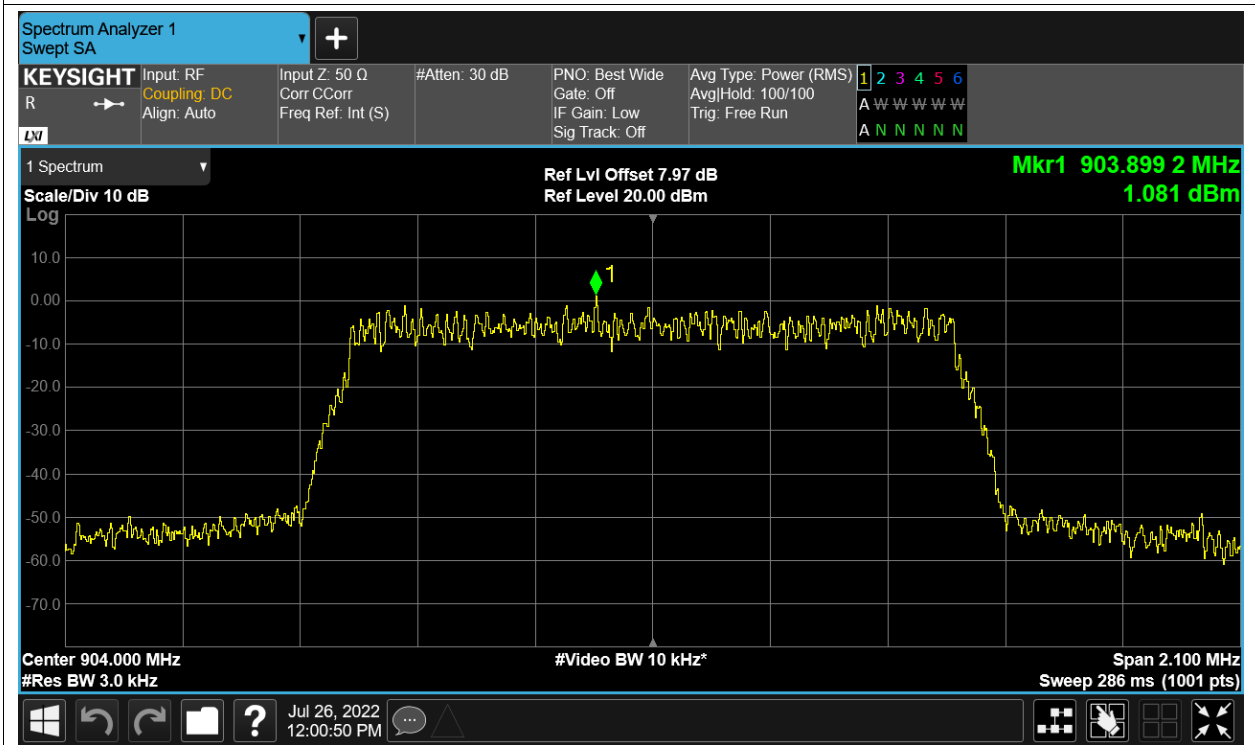 Spectrum Analyzer 1
Swept SA
+
KEYSIGHT
R
LXI
Input: RF
Coupling: DC
Align: Auto
Input Z: 50 Ω
Corr CCorr
Freq Ref: Int (S)
#Atten: 30 dB
PNO: Best Wide
Gate: Off
IF Gain: Low
Sig Track: Off
Avg Type: Power (RMS)
Avg|Hold: 100/100
Trig: Free Run
1 2 3 4 5 6
A W W W W W
A N N N N N
1 Spectrum
Scale/Div 10 dB
Log
Ref Lvl Offset 7.97 dB
Ref Level 20.00 dBm
Mkr1 903.899 2 MHz
1.081 dBm
1
10.0
0.00
-10.0
-20.0
-30.0
-40.0
-50.0
-60.0
-70.0
Center 904.000 MHz
#Res BW 3.0 kHz
#Video BW 10 kHz*
Span 2.100 MHz
Sweep 286 ms (1001 pts)
?
Jul 26, 2022
12:00:50 PM